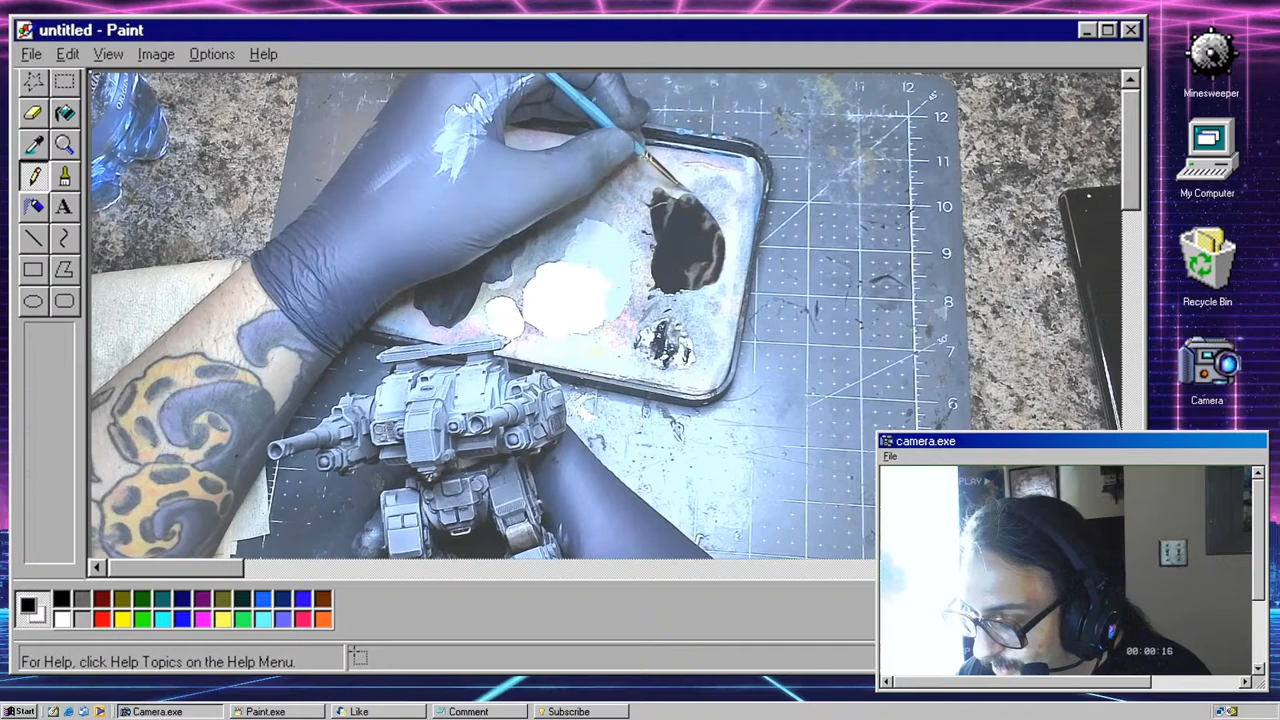 untitled - Paint
File Edit View Image Options Help
Minesweeper
My Computer
Recycle Bin
Camera
11 12
12
11
10
9
8
7
6
camera.exe
File
PLAY
00:00:16
For Help, click Help Topics on the Help Menu.
Start Camera.exe Paint.exe Like Comment Subscribe